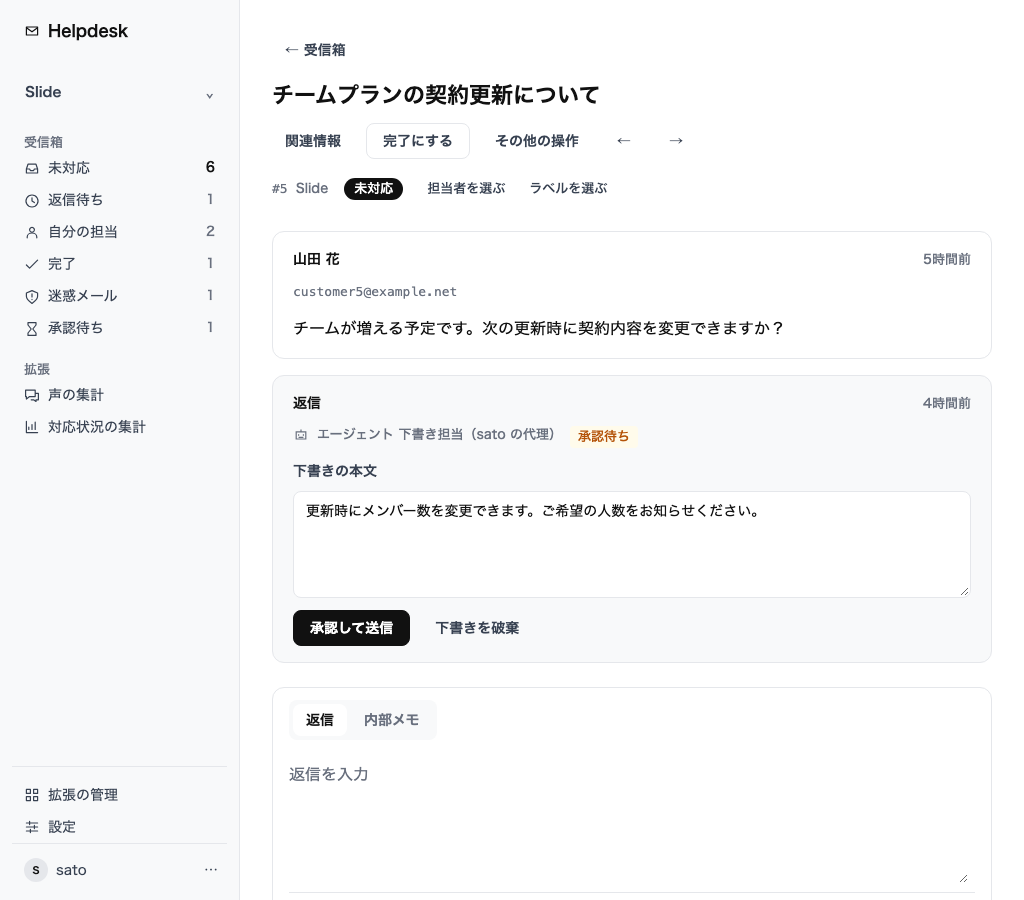 Helpdesk
Slide
受信箱
未対応 6
返信待ち 1
自分の担当 2
完了 1
迷惑メール 1
承認待ち 1
拡張
声の集計
対応状況の集計
拡張の管理
設定
S sato ...
← 受信箱
チームプランの契約更新について
関連情報 完了にする その他の操作 ← →
#5 Slide 未対応 担当者を選ぶ ラベルを選ぶ
山田 花 5時間前
customer5@example.net
チームが増える予定です。次の更新時に契約内容を変更できますか？
返信 4時間前
エージェント 下書き担当（sato の代理） 承認待ち
下書きの本文
更新時にメンバー数を変更できます。ご希望の人数をお知らせください。
承認して送信 下書きを破棄
返信 内部メモ
返信を入力